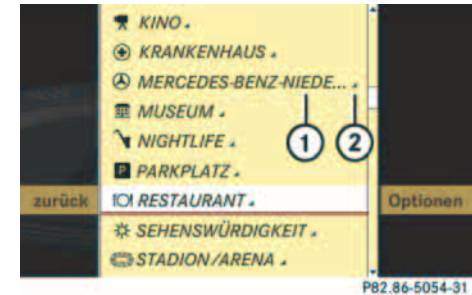 KINO
KRANKENHAUS
MERCEDES-BENZ-NIEDE...
MUSEUM
NIGHTLIFE
1 2
P PARKPLATZ
zurück RESTAURANT Optionen
SEHENSWÜRDIGKEIT
STADION/ARENA
P82.86-5054-31